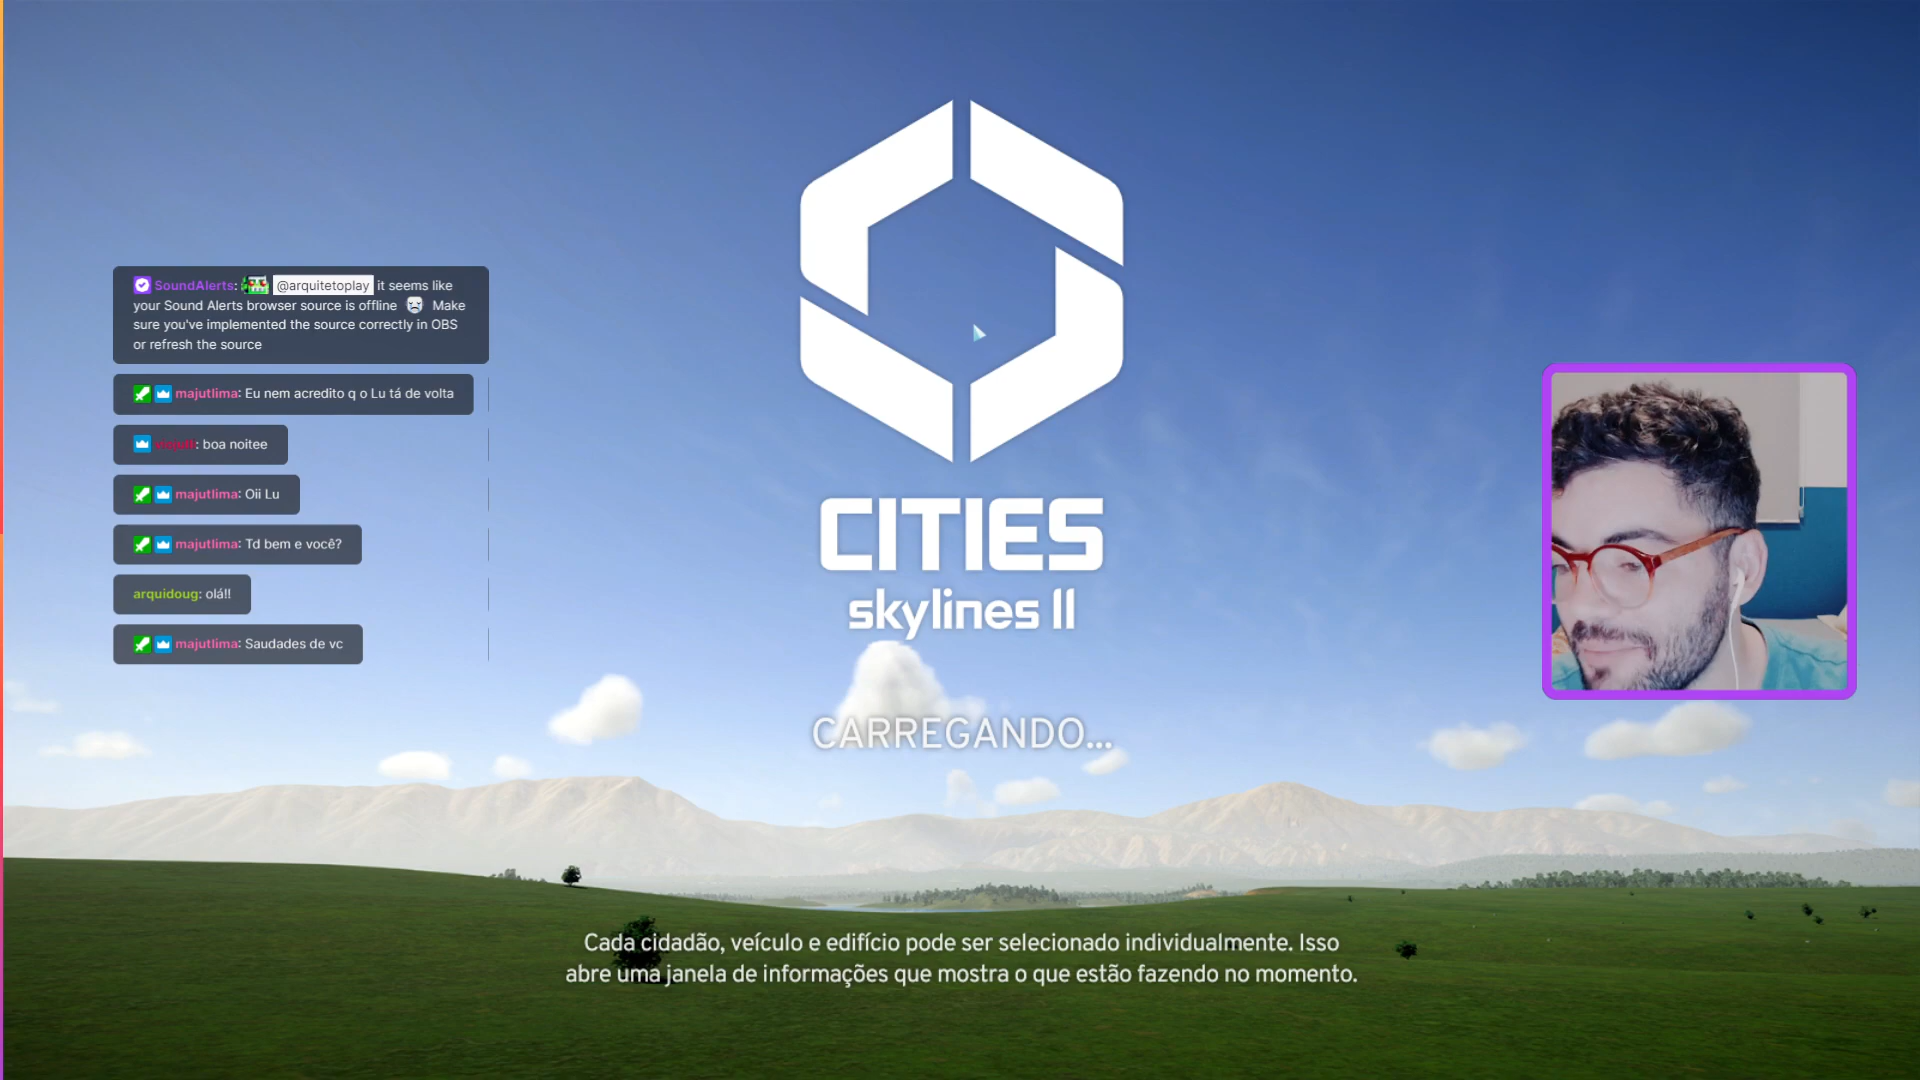 SoundAlerts: @arquitetoplay it seems like
your Sound Alerts browser source is offline Make
sure you've implemented the source correctly in OBS
or refresh the source
majutlima: Eu nem acredito q o Lu tá de volta
: boa noitee
majutlima: Oii Lu
majutlima: Td bem e você?
arquidoug: olá!!
majutlima: Saudades de vc
CITIES
skylines II
CARREGANDO...
Cada cidadão, veículo e edifício pode ser selecionado individualmente. Isso
abre uma janela de informações que mostra o que estão fazendo no momento.